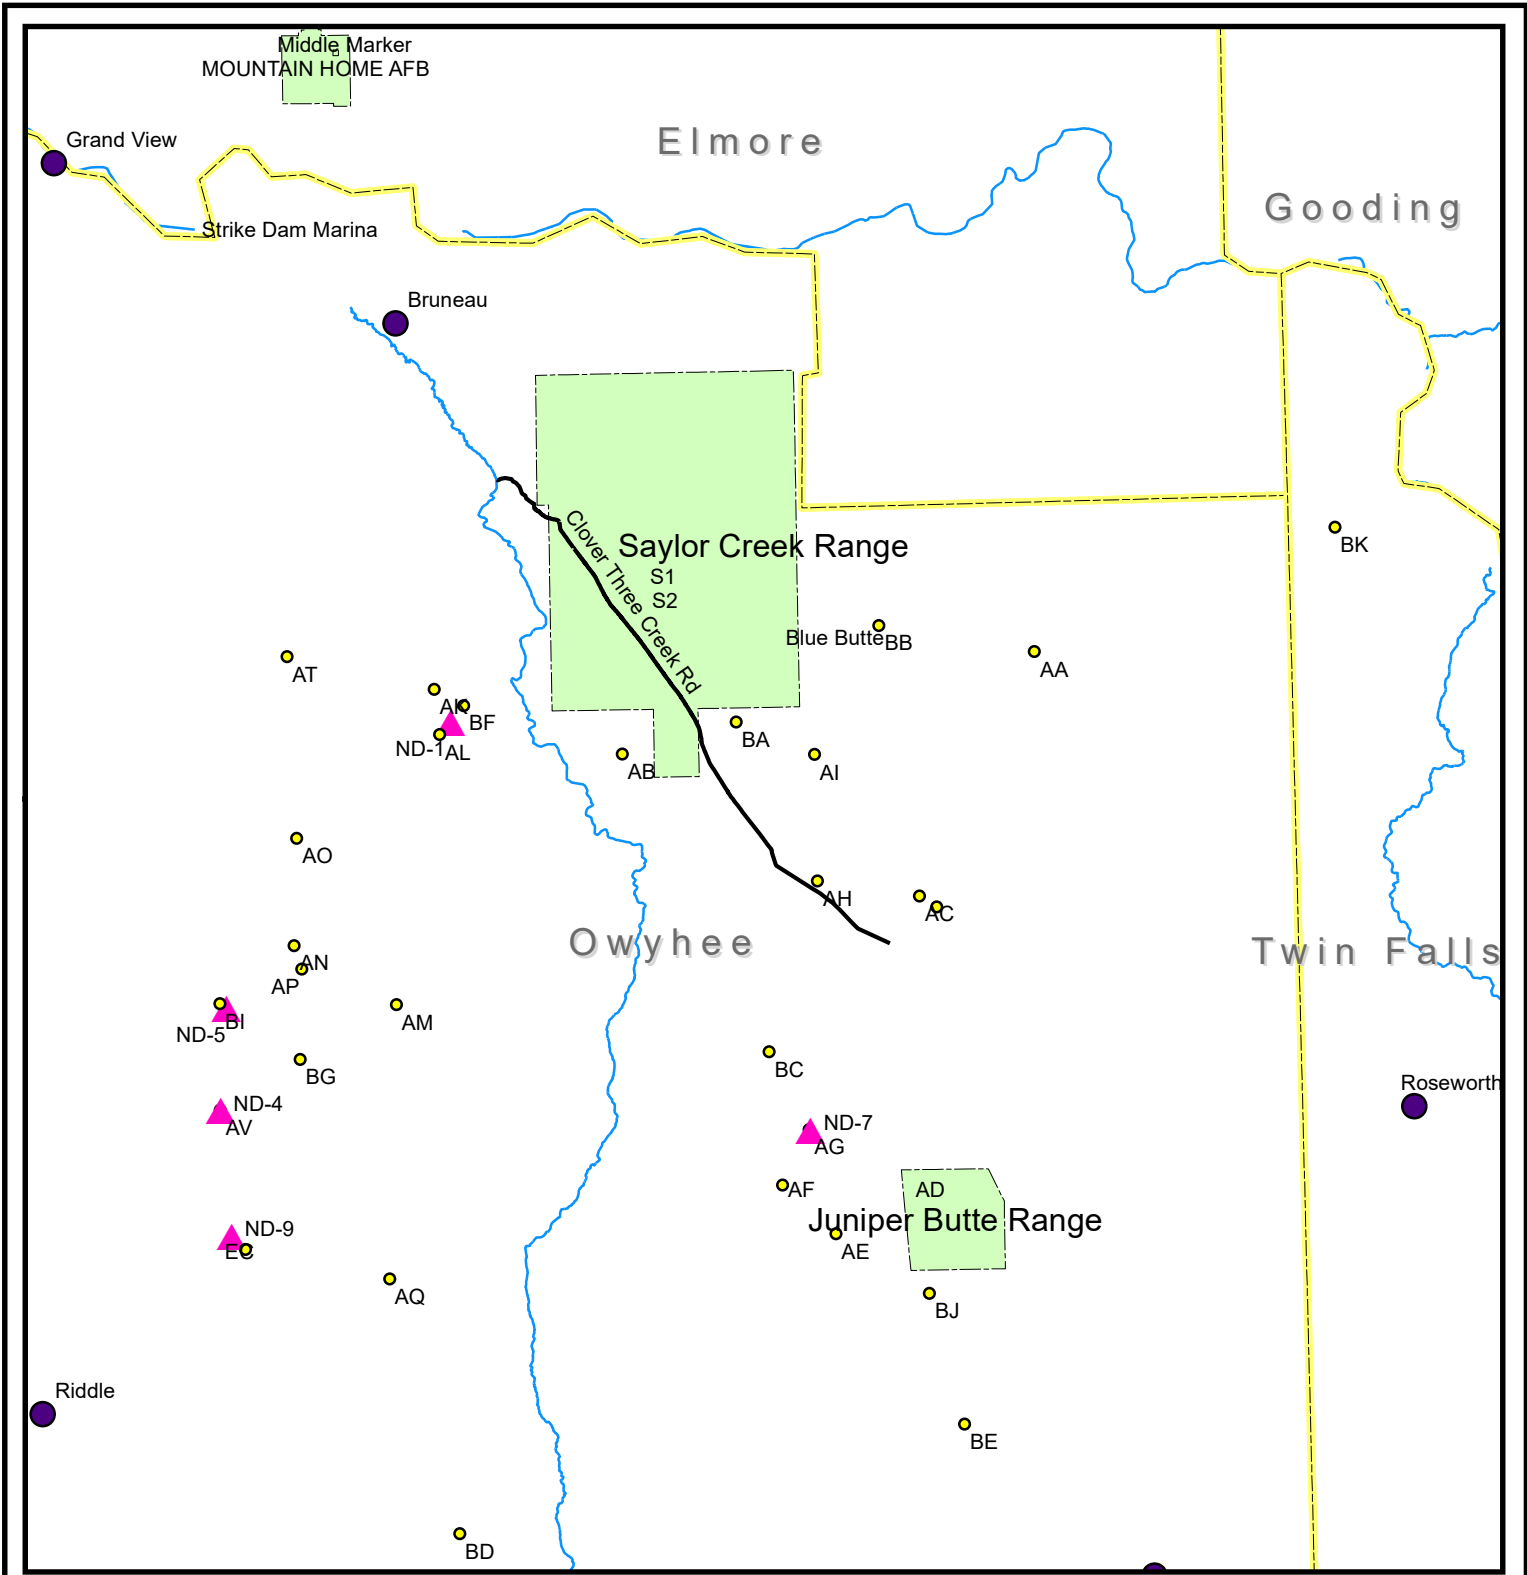 Middle Marker
MOUNTAIN HOME AFB
Grand View
Elmore
Gooding
Strike Dam Marina
Bruneau
Clover Three Creek Rd
Saylor Creek Range
S1
S2
BK
Blue Butte
BB
AA
AT
AK
BF
ND-1
AL
BA
AB
AI
AO
AH
AC
Owyhee
Twin Falls
AN
AP
BI
ND-5
AM
BG
BC
Roseworth
ND-4
AV
ND-7
AG
AF
AD
Juniper Butte Range
ND-9
EC
AE
AQ
BJ
Riddle
BE
BD